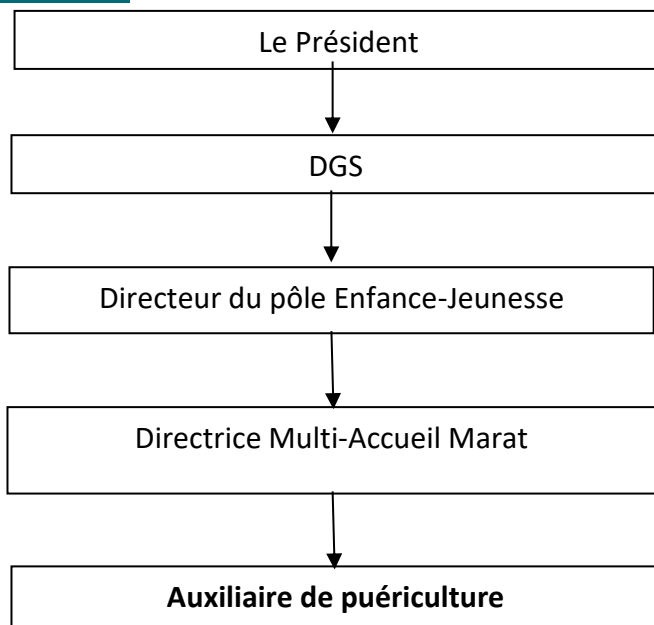 Le Président
DGS
Directeur du pôle Enfance-Jeunesse
Directrice Multi-Accueil Marat
Auxiliaire de puériculture